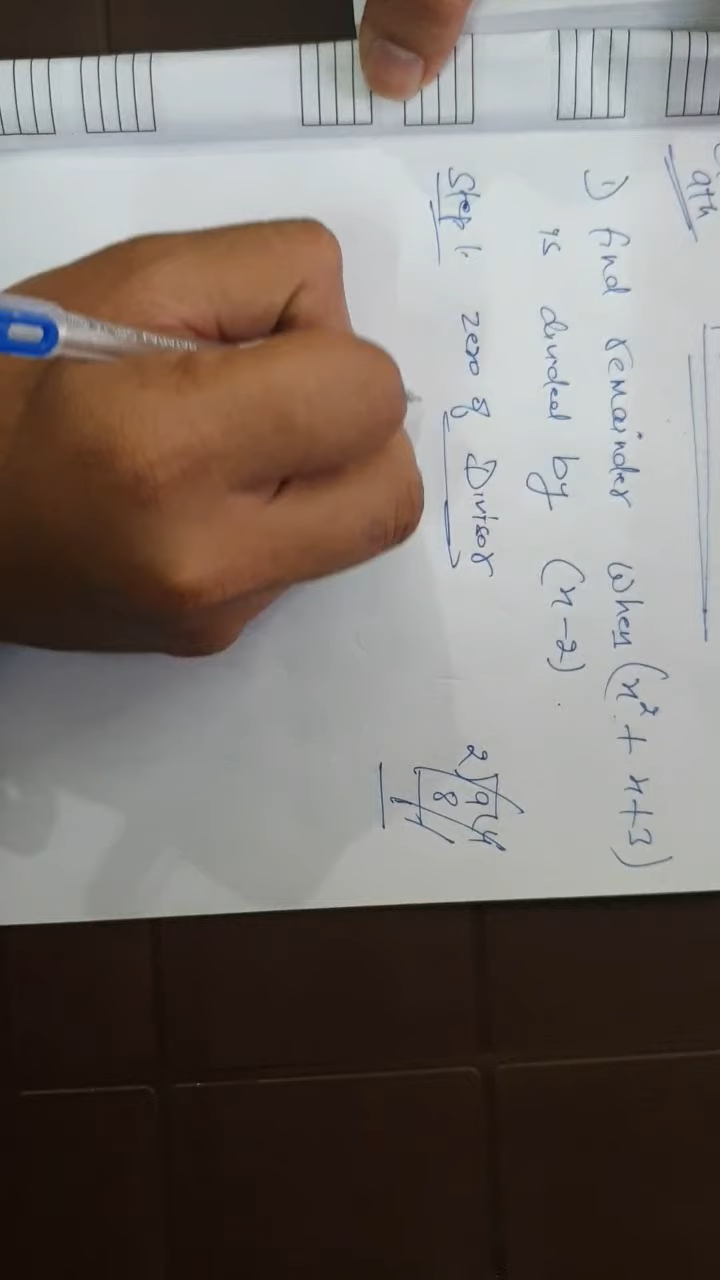 9th
1) find remainder when (x² + x+3)
is divided by (x-2).
Step 1. zero of Divisor
2)9 4
8
1